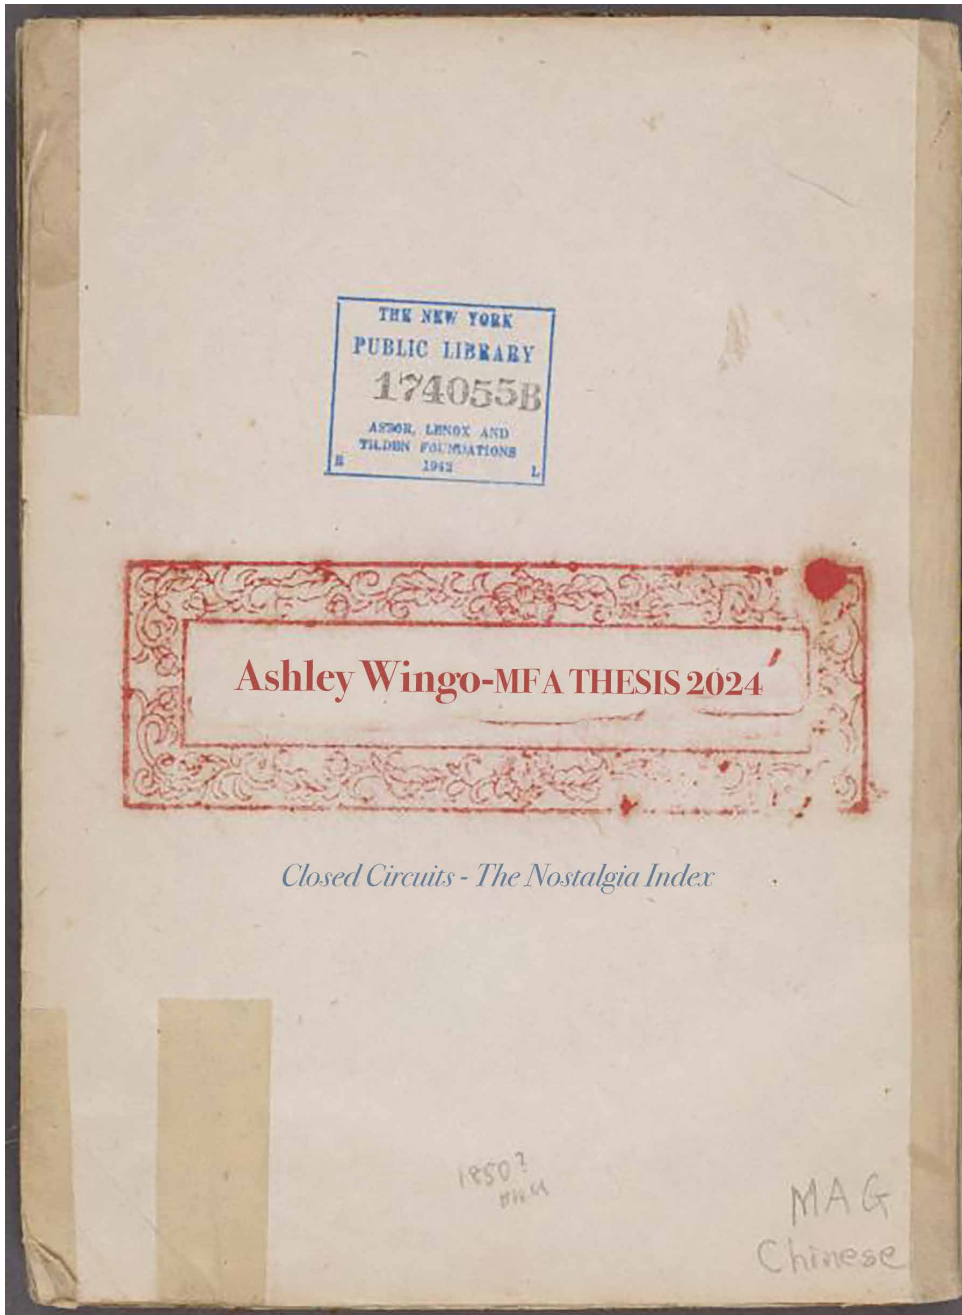 THE NEW YORK
PUBLIC LIBRARY
174055B
ASTOR, LENOX AND
TILDEN FOUNDATIONS
R 1942 L
Ashley Wingo-MFA THESIS 2024
Closed Circuits - The Nostalgia Index
1850?
MAG
Chinese